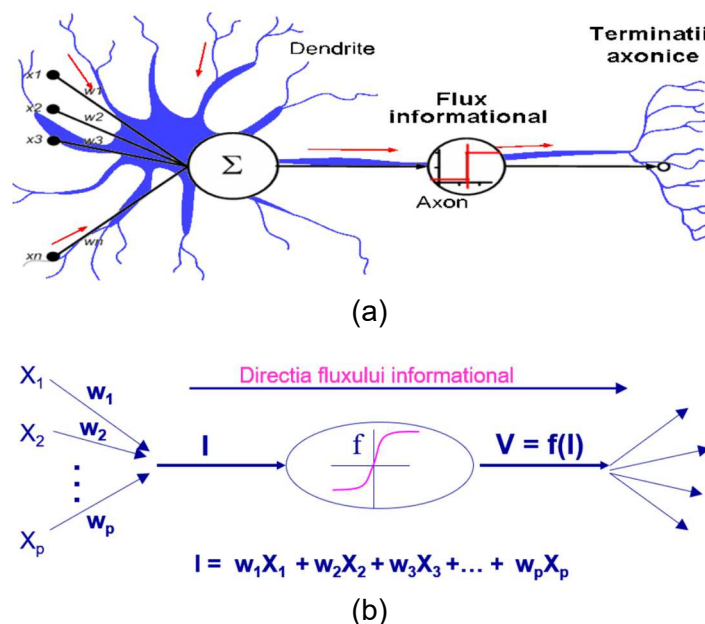 Dendrite
Terminatii
axonice
Flux
informational
x1
w1
x2
w2
x3
w3
Σ
Axon
wn
xn
(a)
Directia fluxului informational
X₁
w₁
X₂
w₂
I
f
V = f(I)
Xₚ
wₚ
I = w₁X₁ + w₂X₂ + w₃X₃ +... + wₚXₚ
(b)